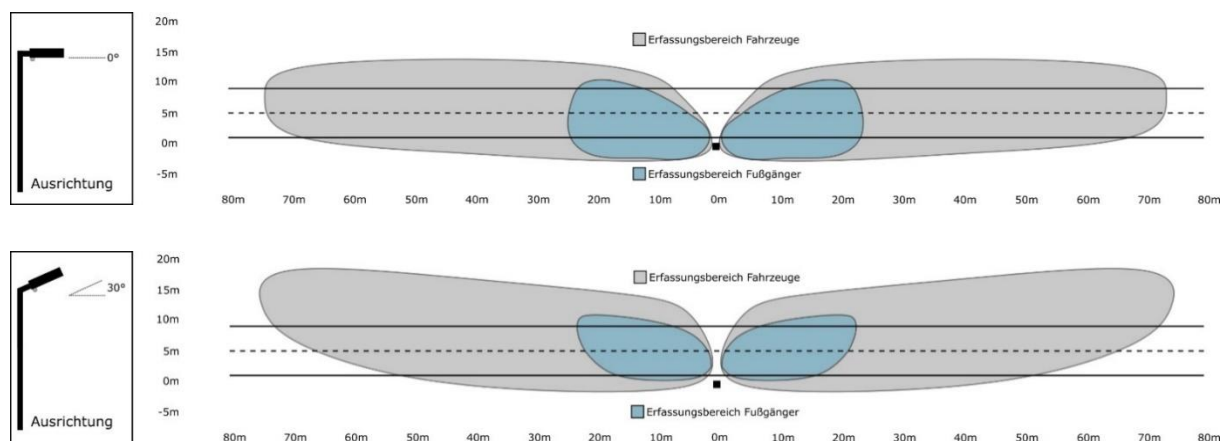 20m
Erfassungsbereich Fahrzeuge
15m
0°
10m
5m
0m
-5m
Erfassungsbereich Fußgänger
Ausrichtung
80m 70m 60m 50m 40m 30m 20m 10m 0m 10m 20m 30m 40m 50m 60m 70m 80m
20m
Erfassungsbereich Fahrzeuge
30°
15m
10m
5m
0m
-5m
Erfassungsbereich Fußgänger
Ausrichtung
80m 70m 60m 50m 40m 30m 20m 10m 0m 10m 20m 30m 40m 50m 60m 70m 80m